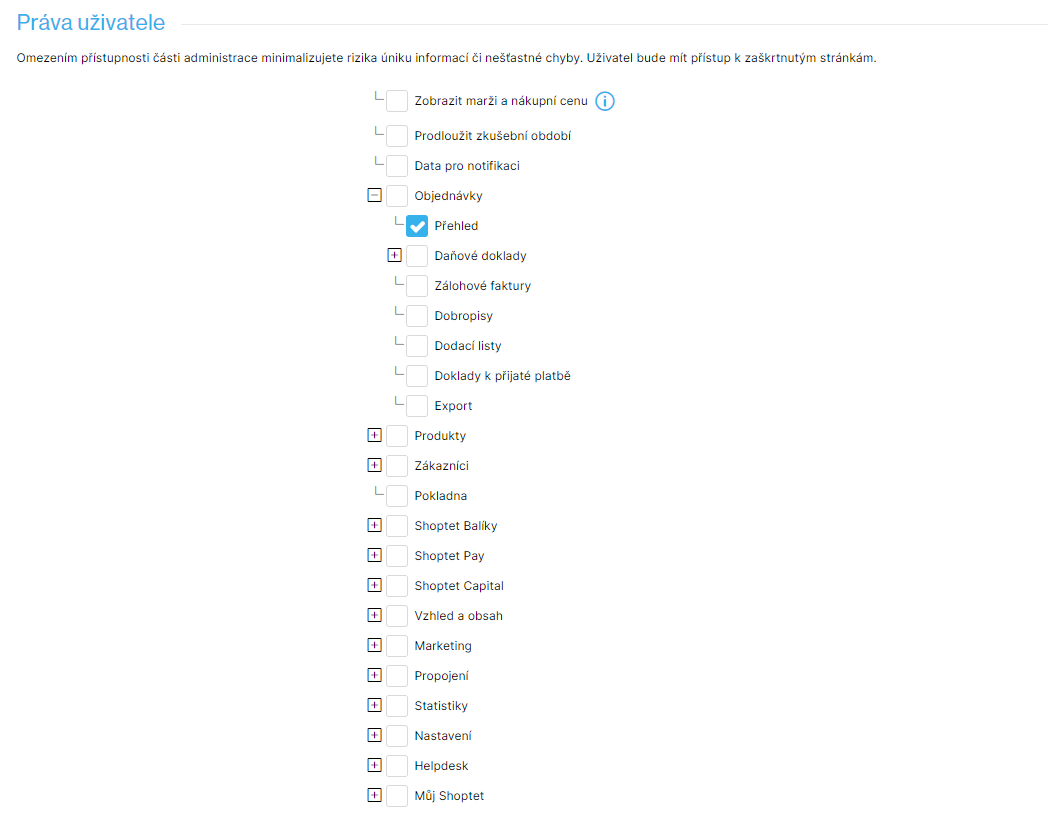 Práva uživatele
Omezením přístupnosti části administrace minimalizujete rizika úniku informací či nešťastné chyby. Uživatel bude mít přístup k zaškrtnutým stránkám.
Zobrazit marži a nákupní cenu
Prodloužit zkušební období
Data pro notifikaci
Objednávky
Přehled
Daňové doklady
Zálohové faktury
Dobropisy
Dodací listy
Doklady k přijaté platbě
Export
Produkty
Zákazníci
Pokladna
Shoptet Balíky
Shoptet Pay
Shoptet Capital
Vzhled a obsah
Marketing
Propojení
Statistiky
Nastavení
Helpdesk
Můj Shoptet